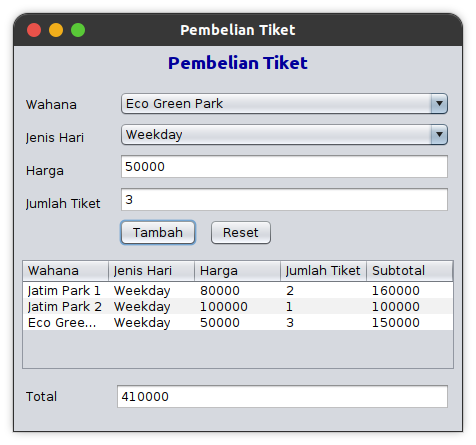 Pembelian Tiket
Pembelian Tiket
Wahana Eco Green Park
Jenis Hari Weekday
Harga 50000
Jumlah Tiket 3
Tambah Reset
Wahana Jenis Hari Harga Jumlah Tiket Subtotal
Jatim Park 1 Weekday 80000 2 160000
Jatim Park 2 Weekday 100000 1 100000
Eco Gree... Weekday 50000 3 150000
Total 410000